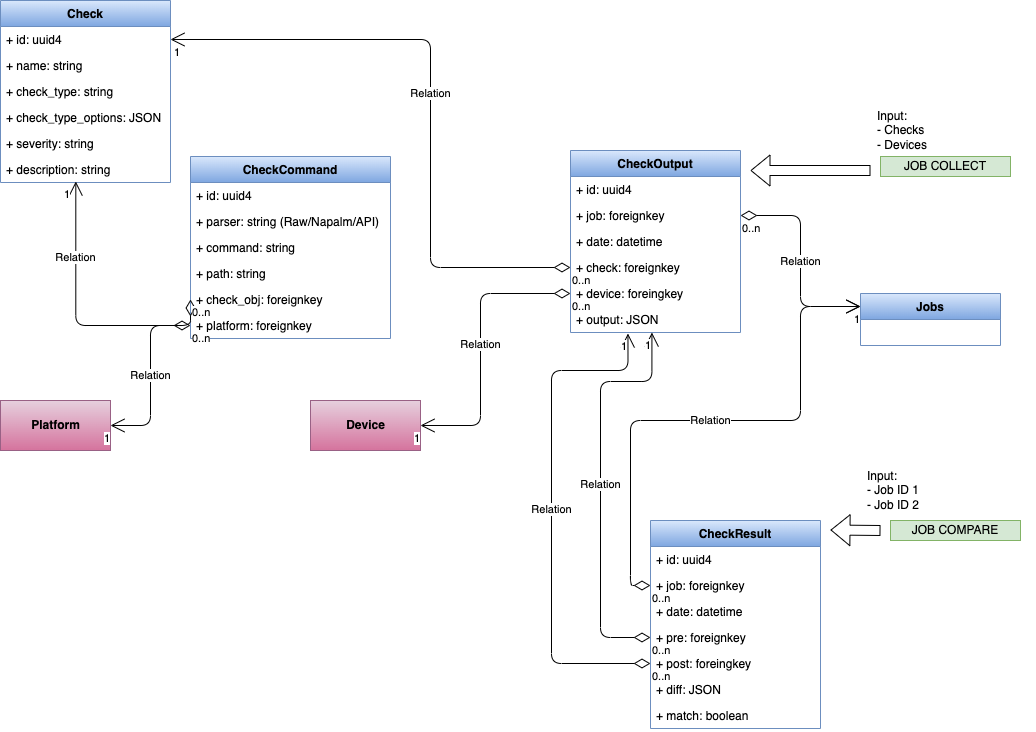 Check
+ id: uuid4
+ name: string
+ check_type: string
+ check_type_options: JSON
+ severity: string
+ description: string
1
1
Relation
Relation
CheckCommand
+ id: uuid4
+ parser: string (Raw/Napalm/API)
+ command: string
+ path: string
+ check_obj: foreignkey
0..n
+ platform: foreignkey
0..n
Relation
Platform
1
Relation
Device
1
CheckOutput
+ id: uuid4
+ job: foreignkey
+ date: datetime
+ check: foreignkey
0..n
+ device: foreingkey
0..n
+ output: JSON
1
1
Input:
- Checks
- Devices
JOB COLLECT
0..n
Relation
Jobs
1
Relation
Relation
Relation
Input:
- Job ID 1
- Job ID 2
JOB COMPARE
CheckResult
+ id: uuid4
+ job: foreignkey
0..n
+ date: datetime
+ pre: foreignkey
0..n
+ post: foreingkey
0..n
+ diff: JSON
+ match: boolean